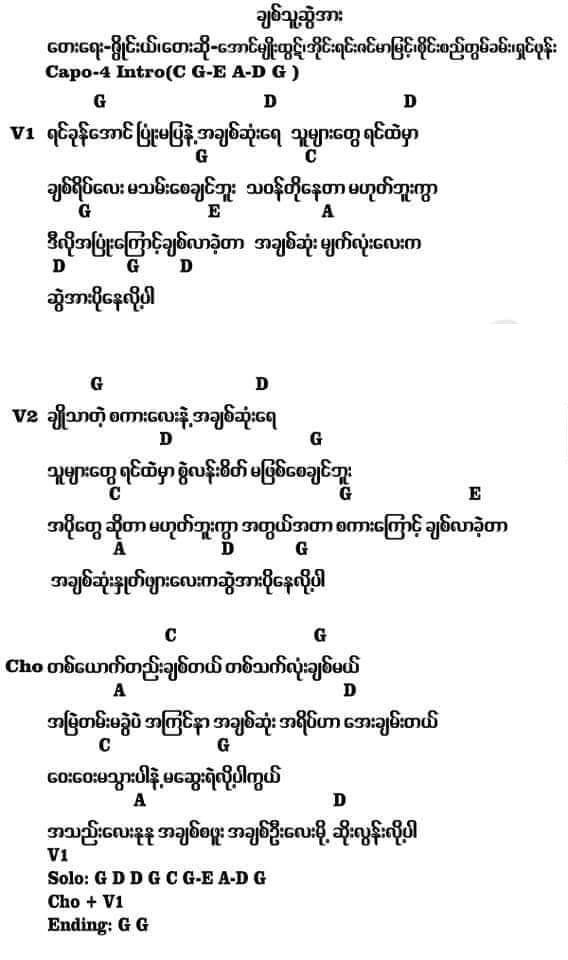 ချစ်သူ့ဆွဲအား
တေးရေး-ဂျွိုင်းယ်၊တေးဆို-အောင်မျိုးထွဋ်၊အိုင်းရင်းဇင်မာမြင့်၊စိုင်းစည်တွမ်ခမ်း၊ရှင်ဖုန်း
Capo-4 Intro(C G-E A-D G )
G D D
V1 ရင်ခုန်အောင် ပြုံးမပြနဲ့ အချစ်ဆုံးရေ သူများတွေ ရင်ထဲမှာ
G C
ချစ်ရိပ်လေး မသမ်းစေချင်ဘူး သဝန်တိုနေတာ မဟုတ်ဘူးကွာ
G E A
ဒီလိုအပြုံးကြောင့်ချစ်လာခဲ့တာ အချစ်ဆုံး မျက်လုံးလေးက
D G D
ဆွဲအားပိုနေလို့ပါ
G D
V2 ချိုသာတဲ့ စကားလေးနဲ့ အချစ်ဆုံးရေ
D G
သူများတွေ ရင်ထဲမှာ စွဲလန်းစိတ် မဖြစ်စေချင်ဘူး
C G E
အပိုတွေ ဆိုတာ မဟုတ်ဘူးကွာ အတွယ်အတာ စကားကြောင့် ချစ်လာခဲ့တာ
A D G
အချစ်ဆုံးနှုတ်ဖျားလေးကဆွဲအားပိုနေလို့ပါ
C G
Cho တစ်ယောက်တည်းချစ်တယ် တစ်သက်လုံးချစ်မယ်
A D
အမြဲတမ်းမခွဲပဲ အကြင်နာ အချစ်ဆုံး အရိပ်ဟာ အေးချမ်းတယ်
C G
ဝေးဝေးမသွားပါနဲ့ မဆွေးရဲလို့ပါကွယ်
A D
အသည်းလေးနုနု အချစ်စဖူး အချစ်ဦးလေးမို့ ဆိုးလွန်းလို့ပါ
V1
Solo: G D D G C G-E A-D G
Cho + V1
Ending: G G